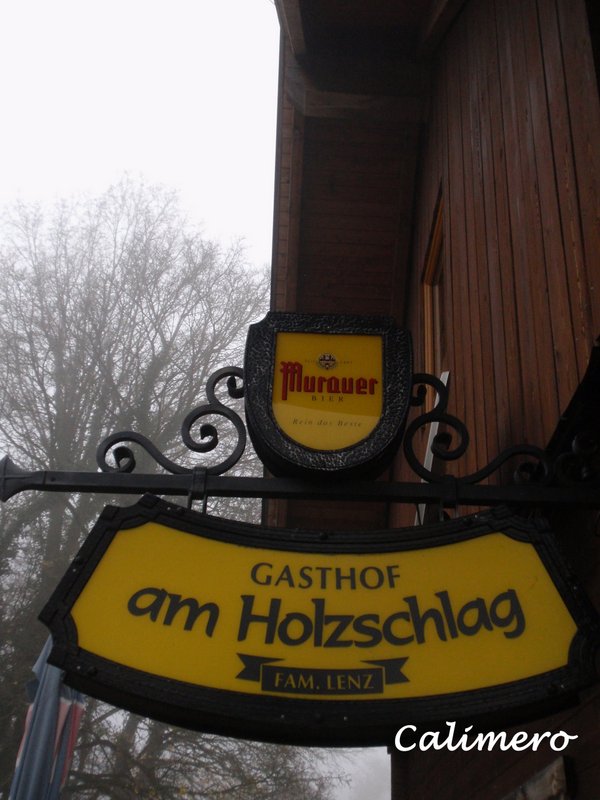 Murauer
BIER
Rein das Beste
GASTHOF
am Holzschlag
FAM. LENZ
Calimero